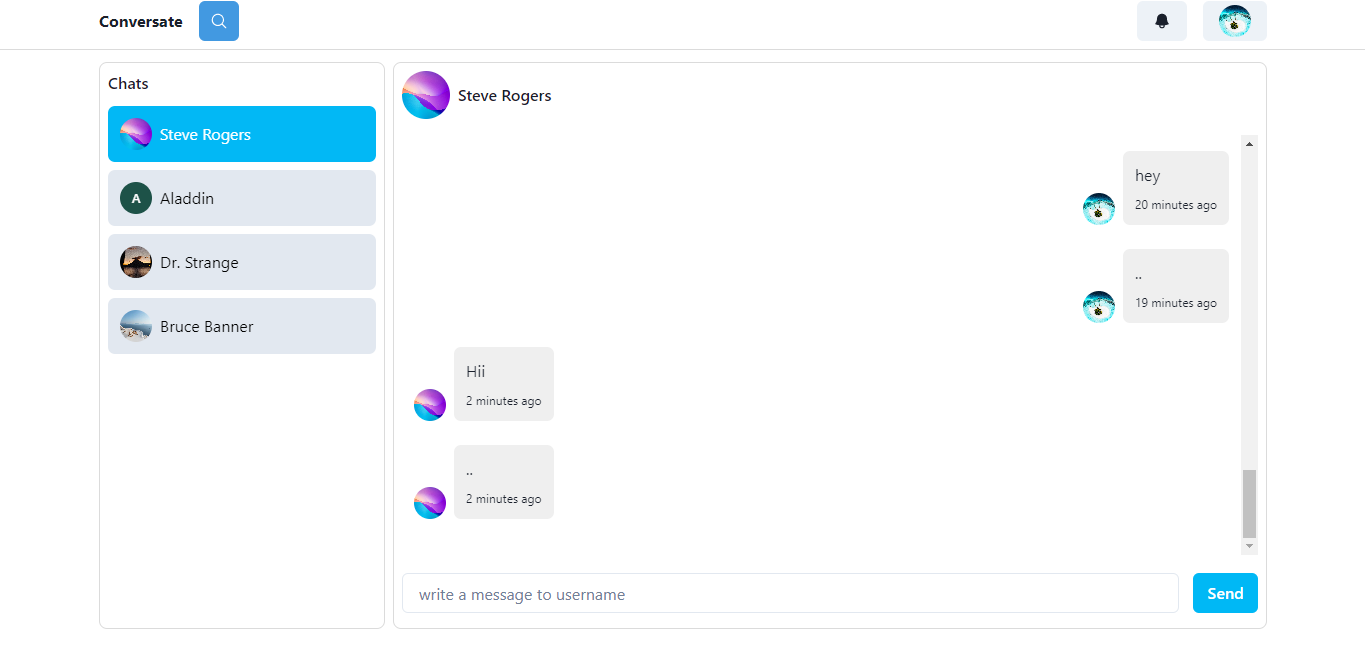 Conversate
Chats
Steve Rogers
A Aladdin
Dr. Strange
Bruce Banner
Steve Rogers
hey
20 minutes ago
..
19 minutes ago
Hii
2 minutes ago
..
2 minutes ago
write a message to username
Send